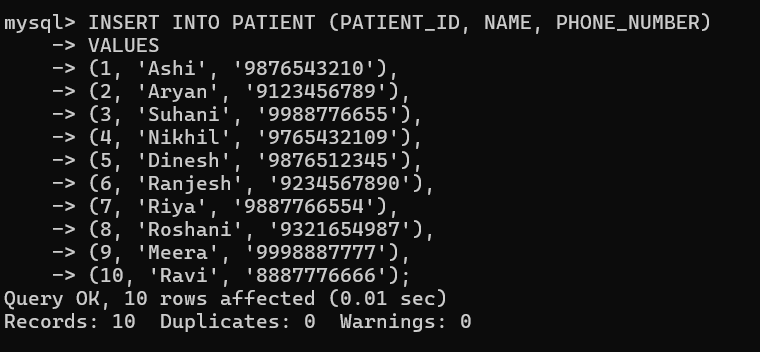 mysql> INSERT INTO PATIENT (PATIENT_ID, NAME, PHONE_NUMBER)
    -> VALUES
    -> (1, 'Ashi', '9876543210'),
    -> (2, 'Aryan', '9123456789'),
    -> (3, 'Suhani', '9988776655'),
    -> (4, 'Nikhil', '9765432109'),
    -> (5, 'Dinesh', '9876512345'),
    -> (6, 'Ranjesh', '9234567890'),
    -> (7, 'Riya', '9887766554'),
    -> (8, 'Roshani', '9321654987'),
    -> (9, 'Meera', '9998887777'),
    -> (10, 'Ravi', '8887776666');
Query OK, 10 rows affected (0.01 sec)
Records: 10  Duplicates: 0  Warnings: 0